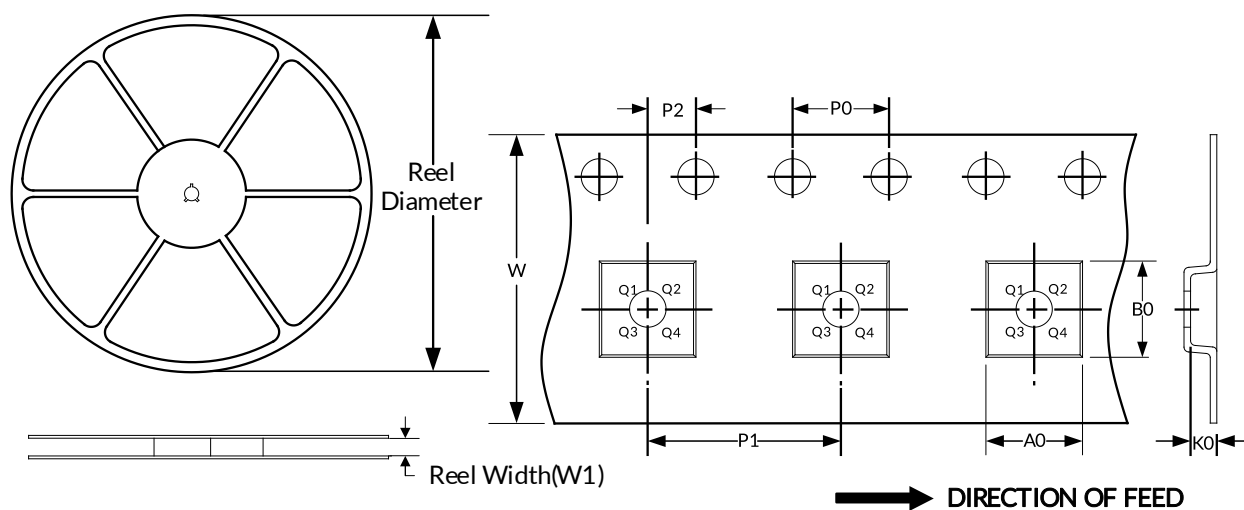 Reel
Diameter
Reel Width(W1)
P2
P0
W
Q1 Q2
Q3 Q4
Q1 Q2
Q3 Q4
Q1 Q2
Q3 Q4
B0
P1
A0
K0
DIRECTION OF FEED